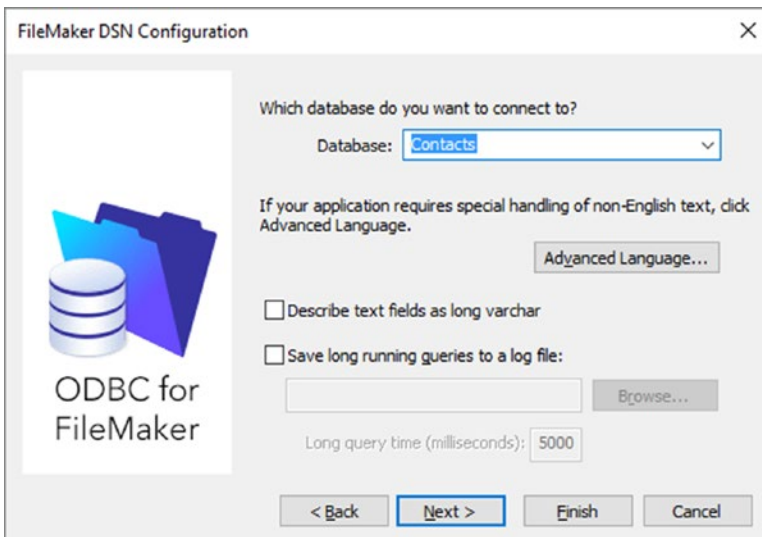 FileMaker DSN Configuration
Which database do you want to connect to?
Database: Contacts
If your application requires special handling of non-English text, click
Advanced Language.
Advanced Language...
Describe text fields as long varchar
Save long running queries to a log file:
Browse...
Long query time (milliseconds): 5000
ODBC for
FileMaker
< Back Next > Finish Cancel